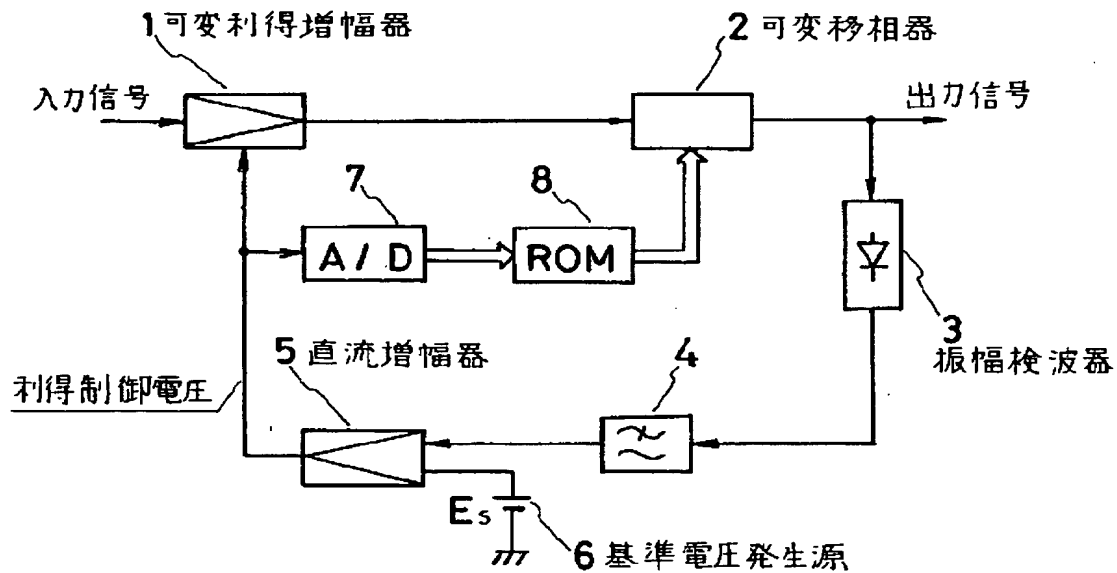 1 可変利得増幅器
2 可変移相器
入力信号
出力信号
7
8
A/D
ROM
3
振幅検波器
5 直流増幅器
4
利得制御電圧
Es
6 基準電圧発生源